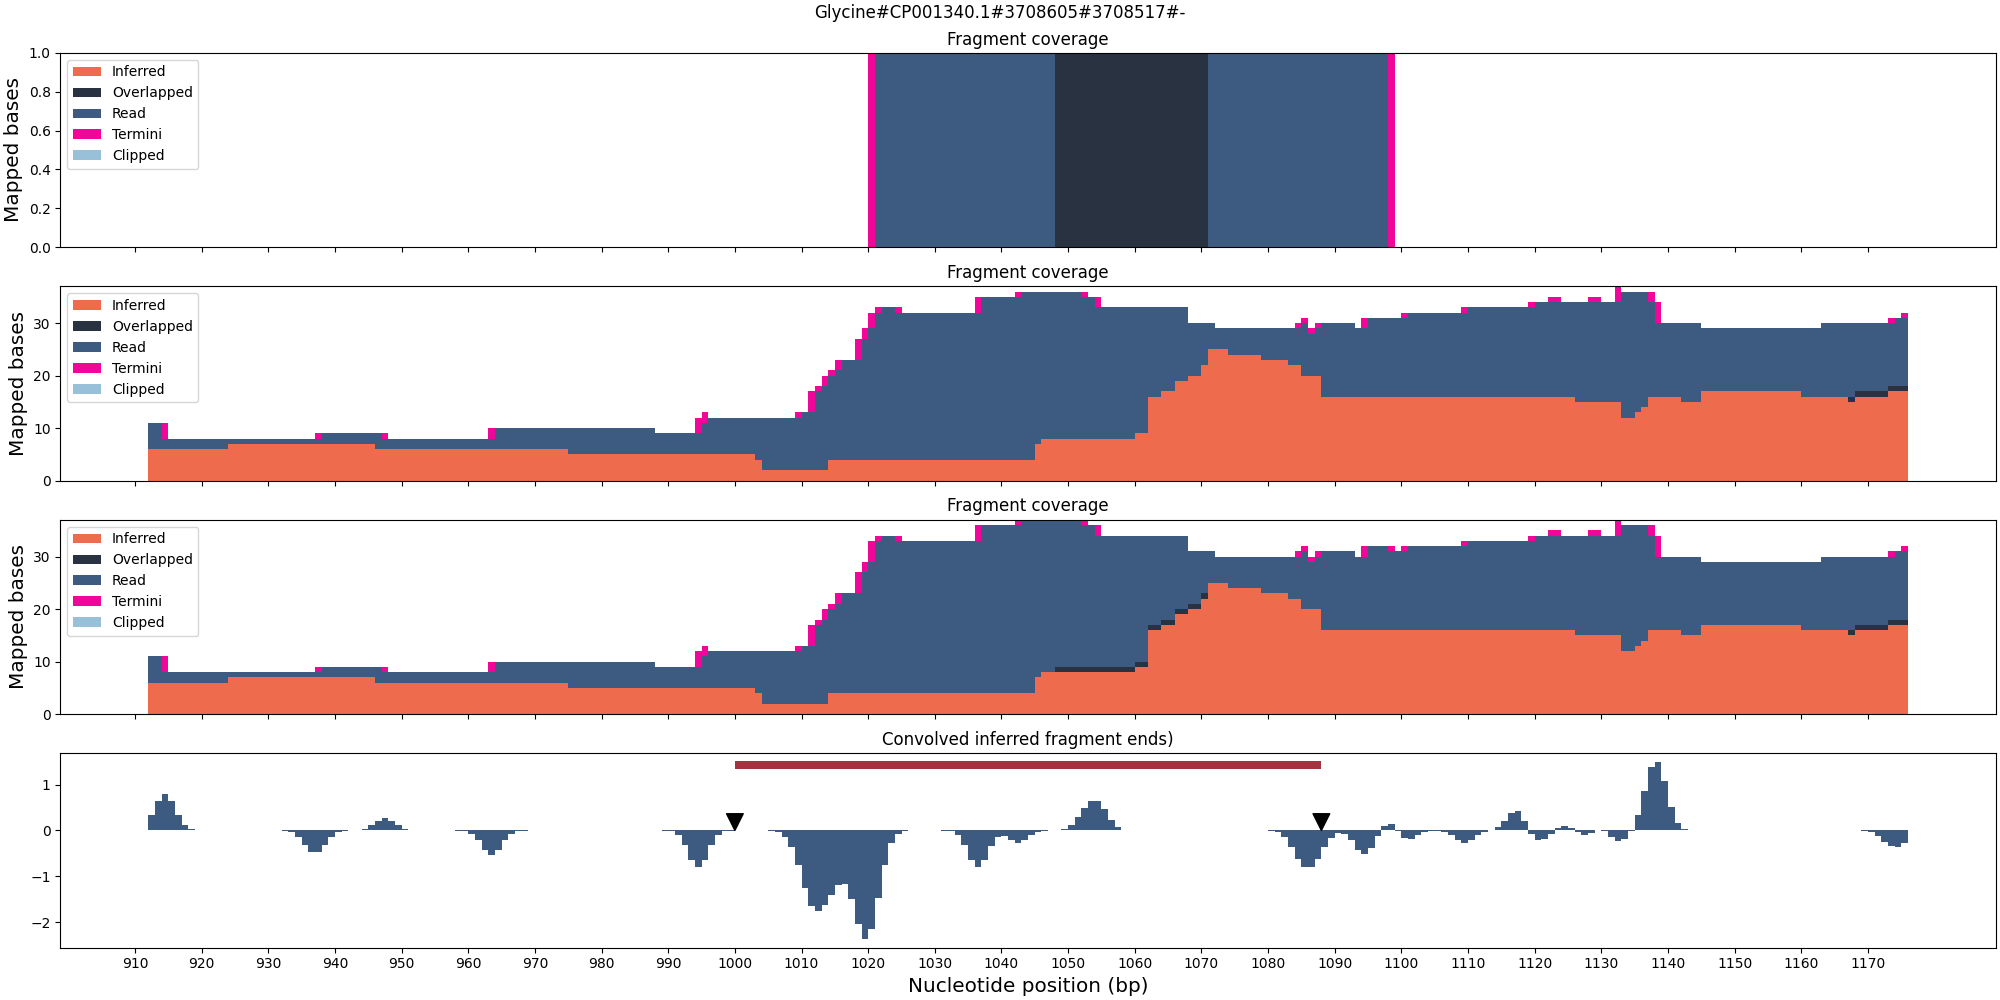 Glycine#CP001340.1#3708605#3708517#-
Fragment coverage
Mapped bases
1.0
0.8
0.6
0.4
0.2
0.0
Inferred
Overlapped
Read
Termini
Clipped
Fragment coverage
Mapped bases
30
20
10
0
Inferred
Overlapped
Read
Termini
Clipped
Fragment coverage
Mapped bases
30
20
10
0
Inferred
Overlapped
Read
Termini
Clipped
Convolved inferred fragment ends)
1
0
−1
−2
910 920 930 940 950 960 970 980 990 1000 1010 1020 1030 1040 1050 1060 1070 1080 1090 1100 1110 1120 1130 1140 1150 1160 1170
Nucleotide position (bp)